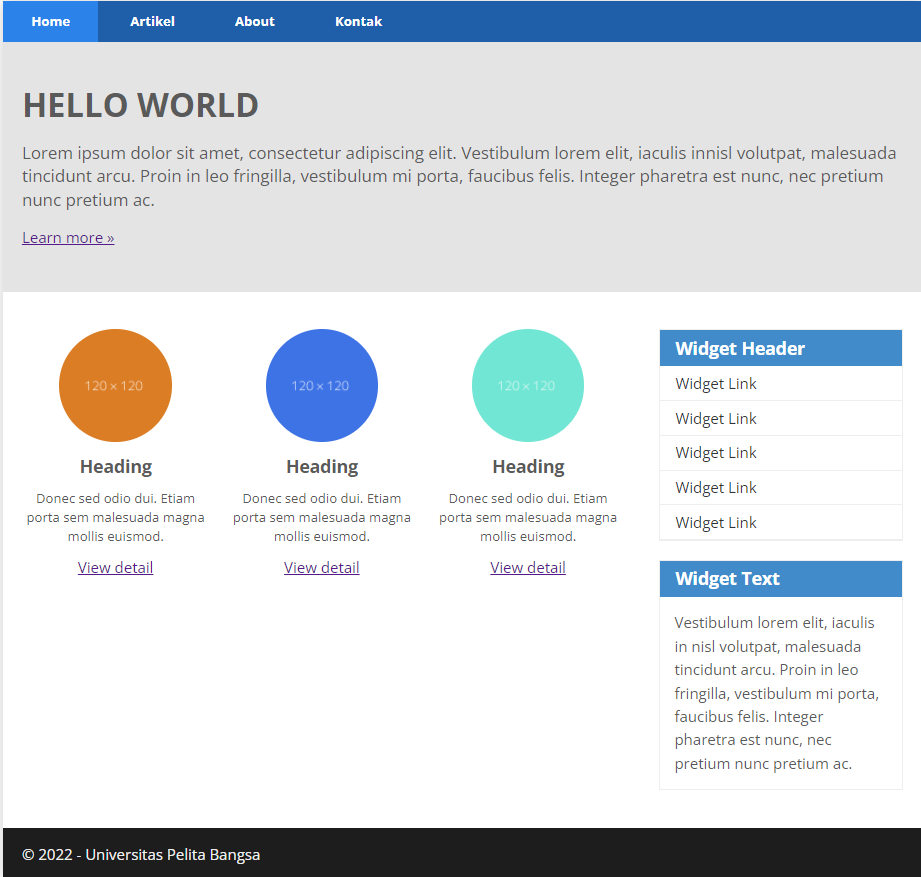 Home Artikel About Kontak
HELLO WORLD
Lorem ipsum dolor sit amet, consectetur adipiscing elit. Vestibulum lorem elit, iaculis innisl volutpat, malesuada
tincidunt arcu. Proin in leo fringilla, vestibulum mi porta, faucibus felis. Integer pharetra est nunc, nec pretium
nunc pretium ac.
Learn more »
120 × 120
Heading
Donec sed odio dui. Etiam
porta sem malesuada magna
mollis euismod.
View detail
120 × 120
Heading
Donec sed odio dui. Etiam
porta sem malesuada magna
mollis euismod.
View detail
120 × 120
Heading
Donec sed odio dui. Etiam
porta sem malesuada magna
mollis euismod.
View detail
Widget Header
Widget Link
Widget Link
Widget Link
Widget Link
Widget Link
Widget Text
Vestibulum lorem elit, iaculis
in nisl volutpat, malesuada
tincidunt arcu. Proin in leo
fringilla, vestibulum mi porta,
faucibus felis. Integer
pharetra est nunc, nec
pretium nunc pretium ac.
© 2022 - Universitas Pelita Bangsa